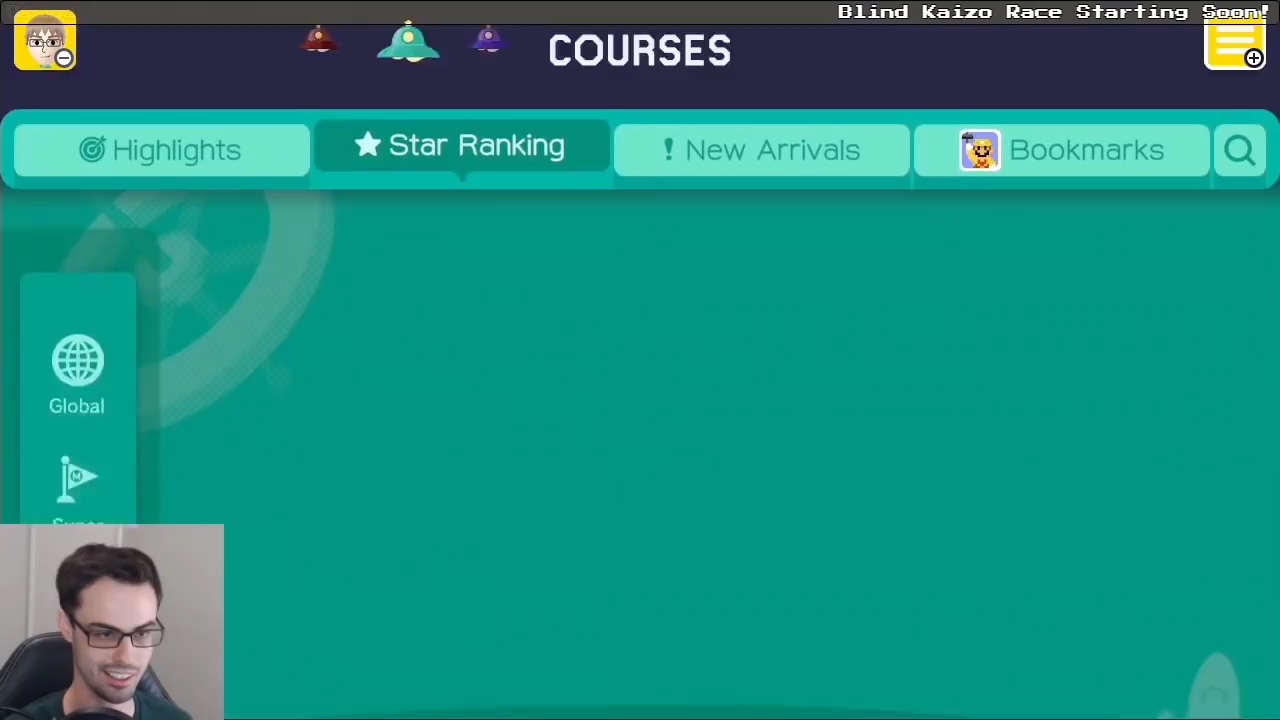 Blind Kaizo Race Starting Soon!
COURSES
Highlights
Star Ranking
! New Arrivals
Bookmarks
Global
M